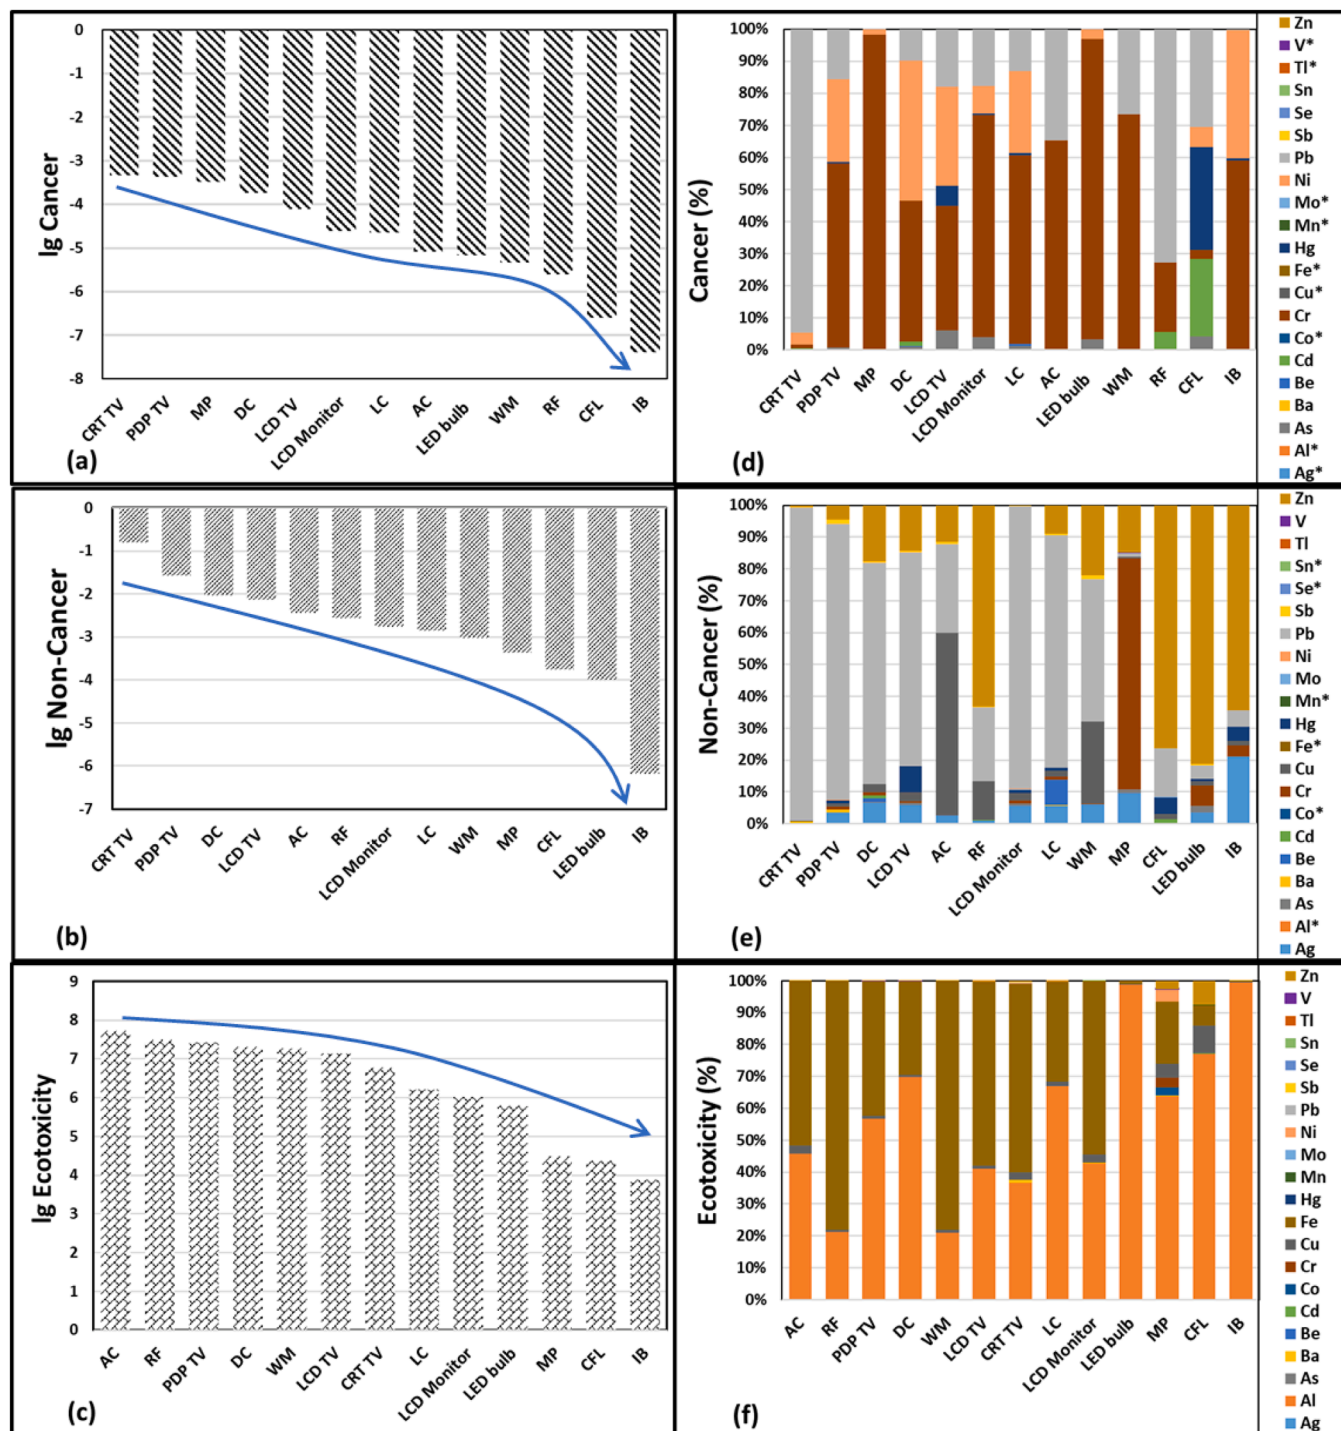 lg Cancer
0
-1
-2
-3
-4
-5
-6
-7
-8
CRT TV
PDP TV
MP
DC
LCD TV
LCD Monitor
LC
AC
LED bulb
WM
RF
CFL
IB
(a)
Cancer (%)
100%
90%
80%
70%
60%
50%
40%
30%
20%
10%
0%
CRT TV
PDP TV
MP
DC
LCD TV
LCD Monitor
LC
AC
LED bulb
WM
RF
CFL
IB
(d)
Zn
V*
Tl*
Sn
Se
Sb
Pb
Ni
Mo*
Mn*
Hg
Fe*
Cu*
Cr
Co*
Cd
Be
Ba
As
Al*
Ag*
lg Non-Cancer
0
-1
-2
-3
-4
-5
-6
-7
CRT TV
PDP TV
DC
LCD TV
AC
RF
LCD Monitor
LC
WM
MP
CFL
LED bulb
IB
(b)
Non-Cancer (%)
100%
90%
80%
70%
60%
50%
40%
30%
20%
10%
0%
CRT TV
PDP TV
DC
LCD TV
AC
RF
LCD Monitor
LC
WM
MP
CFL
LED bulb
IB
(e)
Zn
V
Tl
Sn*
Se*
Sb
Pb
Ni
Mo
Mn*
Hg
Fe*
Cu
Cr
Co*
Cd
Be
Ba
As
Al*
Ag
lg Ecotoxicity
9
8
7
6
5
4
3
2
1
0
AC
RF
PDP TV
DC
WM
LCD TV
CRT TV
LC
LCD Monitor
LED bulb
MP
CFL
IB
(c)
Ecotoxicity (%)
100%
90%
80%
70%
60%
50%
40%
30%
20%
10%
0%
AC
RF
PDP TV
DC
WM
LCD TV
CRT TV
LC
LCD Monitor
LED bulb
MP
CFL
IB
(f)
Zn
V
Tl
Sn
Se
Sb
Pb
Ni
Mo
Mn
Hg
Fe
Cu
Cr
Co
Cd
Be
Ba
As
Al
Ag